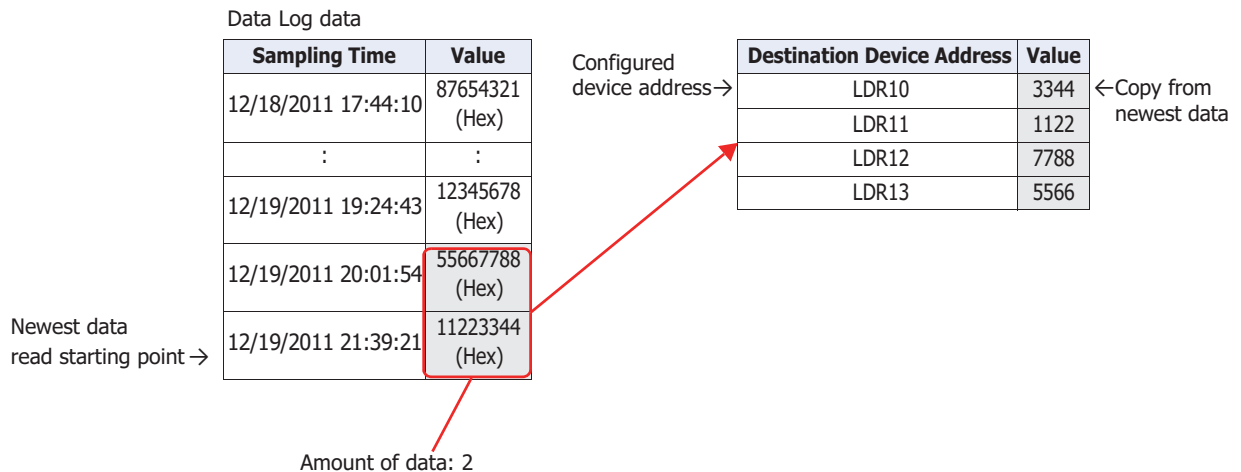 Data Log data
Sampling Time Value
12/18/2011 17:44:10 87654321
(Hex)
: :
12/19/2011 19:24:43 12345678
(Hex)
12/19/2011 20:01:54 55667788
(Hex)
12/19/2011 21:39:21 11223344
(Hex)
Newest data
read starting point →
Amount of data: 2
Configured
device address→
Destination Device Address Value
LDR10 3344
LDR11 1122
LDR12 7788
LDR13 5566
←Copy from
newest data